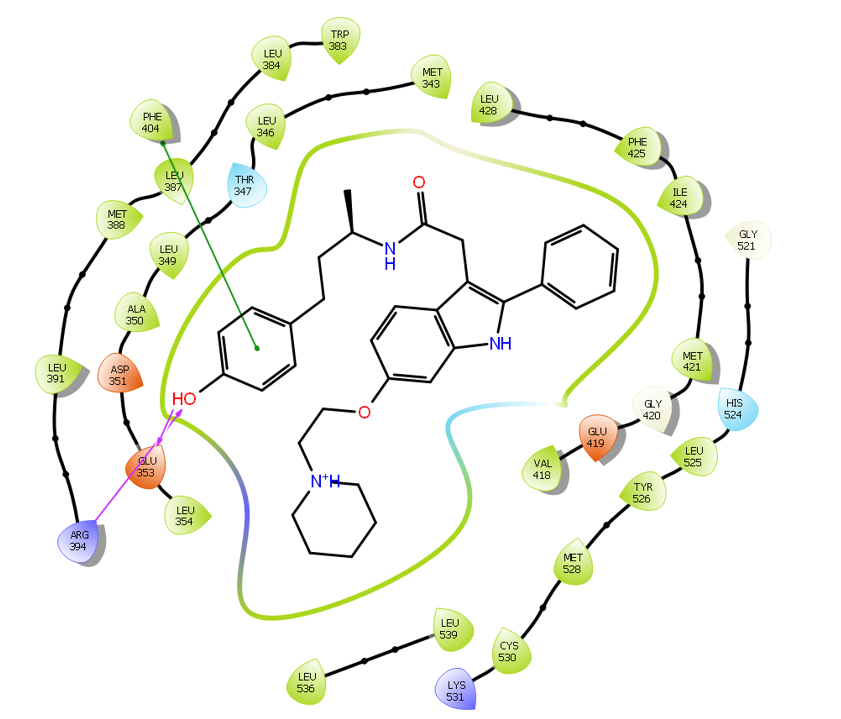 TRP
383
LEU
384
MET
343
LEU
428
PHE
404
LEU
346
PHE
425
LEU
387
THR
347
O
ILE
424
MET
388
GLY
521
LEU
349
N
H
ALA
350
NH
MET
421
LEU
391
ASP
351
HO
O
GLY
420
HIS
524
GLU
419
GLU
353
VAL
418
LEU
525
N⁺H
TYR
526
LEU
354
ARG
394
MET
528
LEU
539
CYS
530
LEU
536
LYS
531